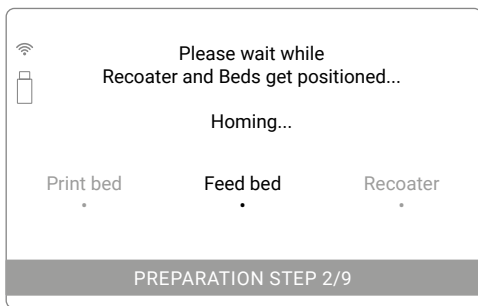 Please wait while
Recoater and Beds get positioned...
Homing...
Print bed Feed bed Recoater
PREPARATION STEP 2/9